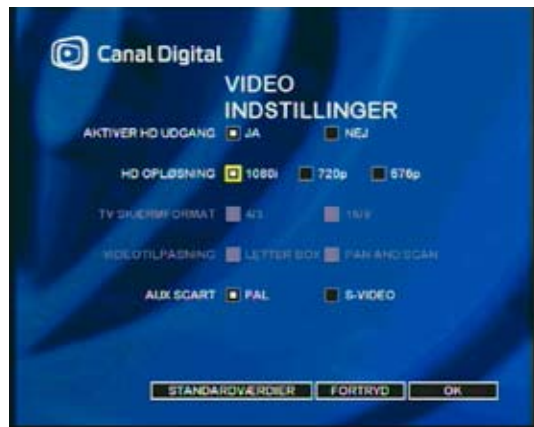 Canal Digital
VIDEO
INDSTILLINGER
AKTIVER HD UDGANG JA NEJ
HD OPLØSNING 1080i 720p 576p
TV SKÆRMFORMAT 4/3 16/9
VIDEOTILPASNING LETTER BOX PAN AND SCAN
AUX SCART PAL S-VIDEO
STANDARDVÆRDIER FORTRYD OK